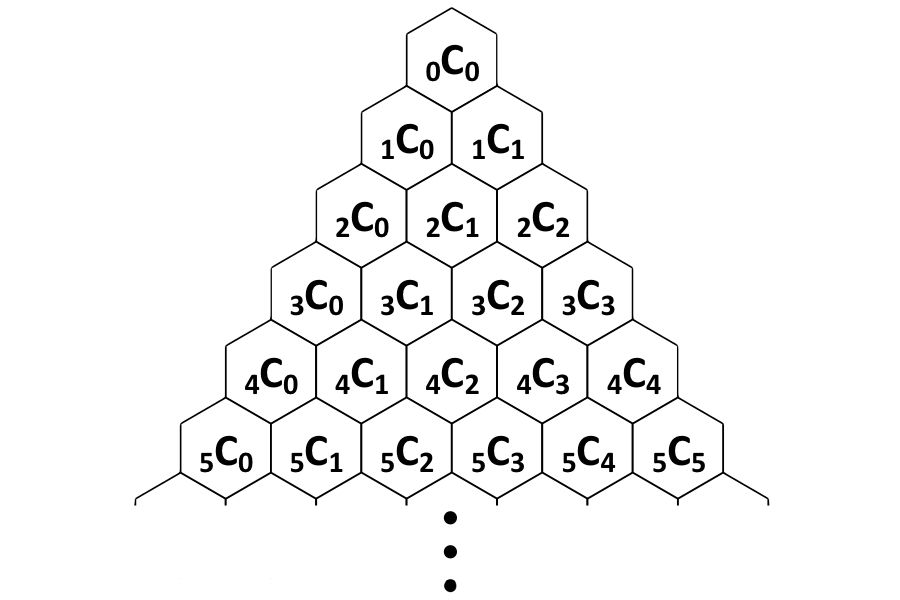 ₀C₀
₁C₀ ₁C₁
₂C₀ ₂C₁ ₂C₂
₃C₀ ₃C₁ ₃C₂ ₃C₃
₄C₀ ₄C₁ ₄C₂ ₄C₃ ₄C₄
₅C₀ ₅C₁ ₅C₂ ₅C₃ ₅C₄ ₅C₅